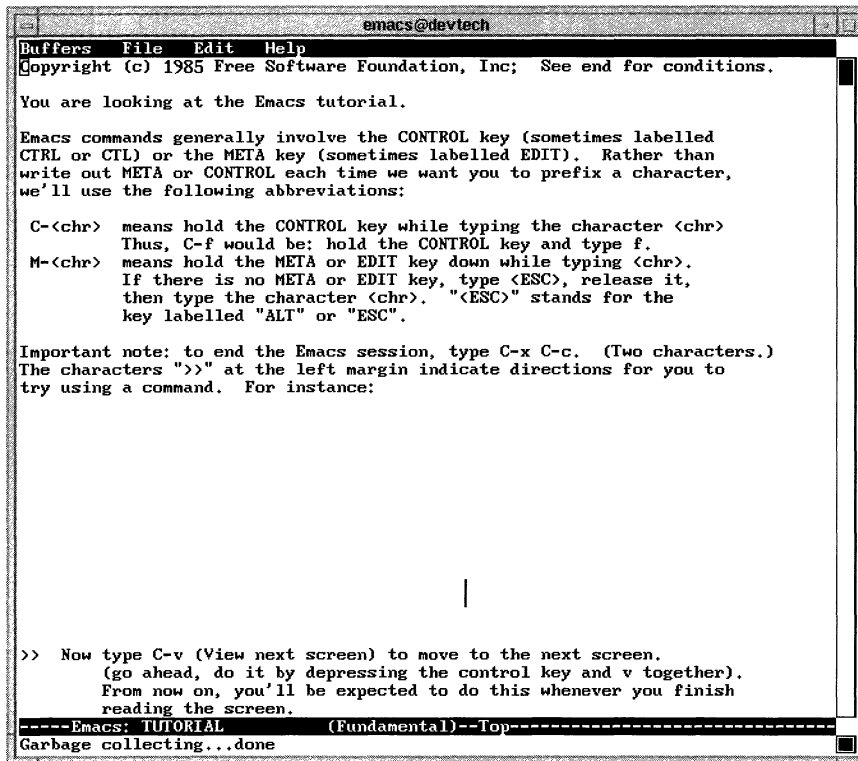 emacs@devtech
Buffers File Edit Help
Copyright (c) 1985 Free Software Foundation, Inc; See end for conditions.
You are looking at the Emacs tutorial.
Emacs commands generally involve the CONTROL key (sometimes labelled
CTRL or CTL) or the META key (sometimes labelled EDIT). Rather than
write out META or CONTROL each time we want you to prefix a character,
we'll use the following abbreviations:
C-<chr> means hold the CONTROL key while typing the character <chr>
Thus, C-f would be: hold the CONTROL key and type f.
M-<chr> means hold the META or EDIT key down while typing <chr>.
If there is no META or EDIT key, type <ESC>, release it,
then type the character <chr>. "<ESC>" stands for the
key labelled "ALT" or "ESC".
Important note: to end the Emacs session, type C-x C-c. (Two characters.)
The characters ">>" at the left margin indicate directions for you to
try using a command. For instance:
>> Now type C-v (View next screen) to move to the next screen.
(go ahead, do it by depressing the control key and v together).
From now on, you'll be expected to do this whenever you finish
reading the screen.
-----Emacs: TUTORIAL (Fundamental)--Top--------------------------------
Garbage collecting...done